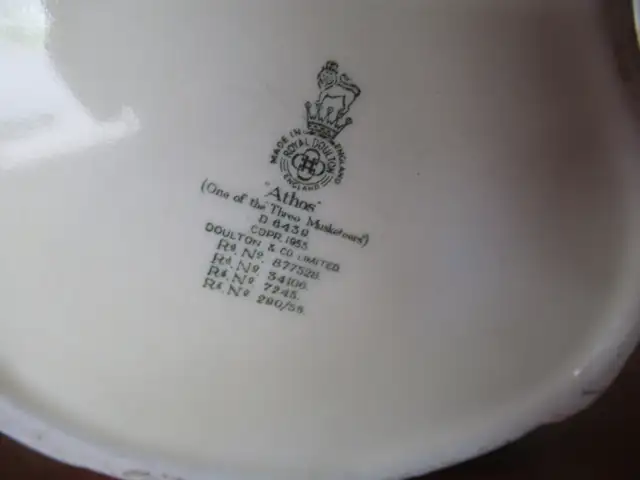 MADE IN ENGLAND
ROYAL DOULTON
ENGLAND
"Athos"
(One of the "Three Musketeers")
D 6439
COPR. 1955
DOULTON & CO LIMITED
Rd. No. 877528.
Rd. No. 34106.
Rd. No. 7245.
Rd. No. 290/55.